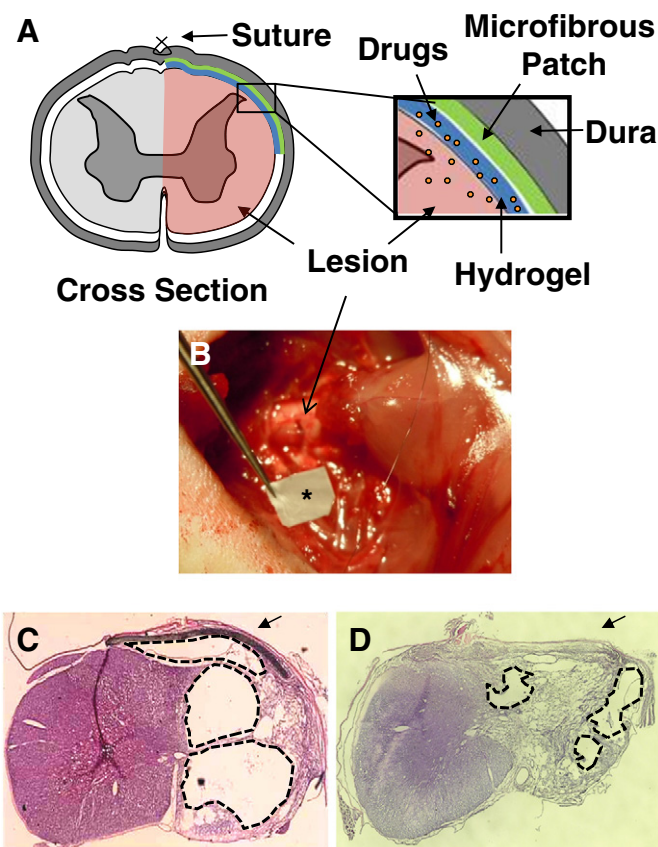 A
Suture
Drugs
Microfibrous
Patch
Dura
Lesion
Hydrogel
Cross Section
B
*
C
D